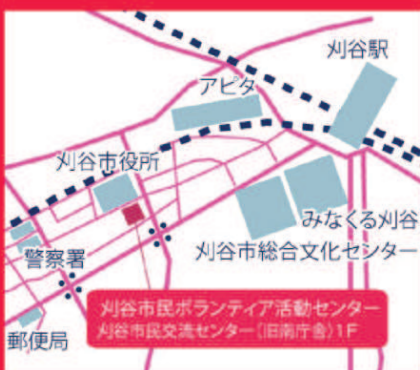 刈谷駅
アピタ
刈谷市役所
みなくる刈谷
刈谷市総合文化センター
警察署
刈谷市民ボランティア活動センター
刈谷市民交流センター(旧南庁舎)1F
郵便局